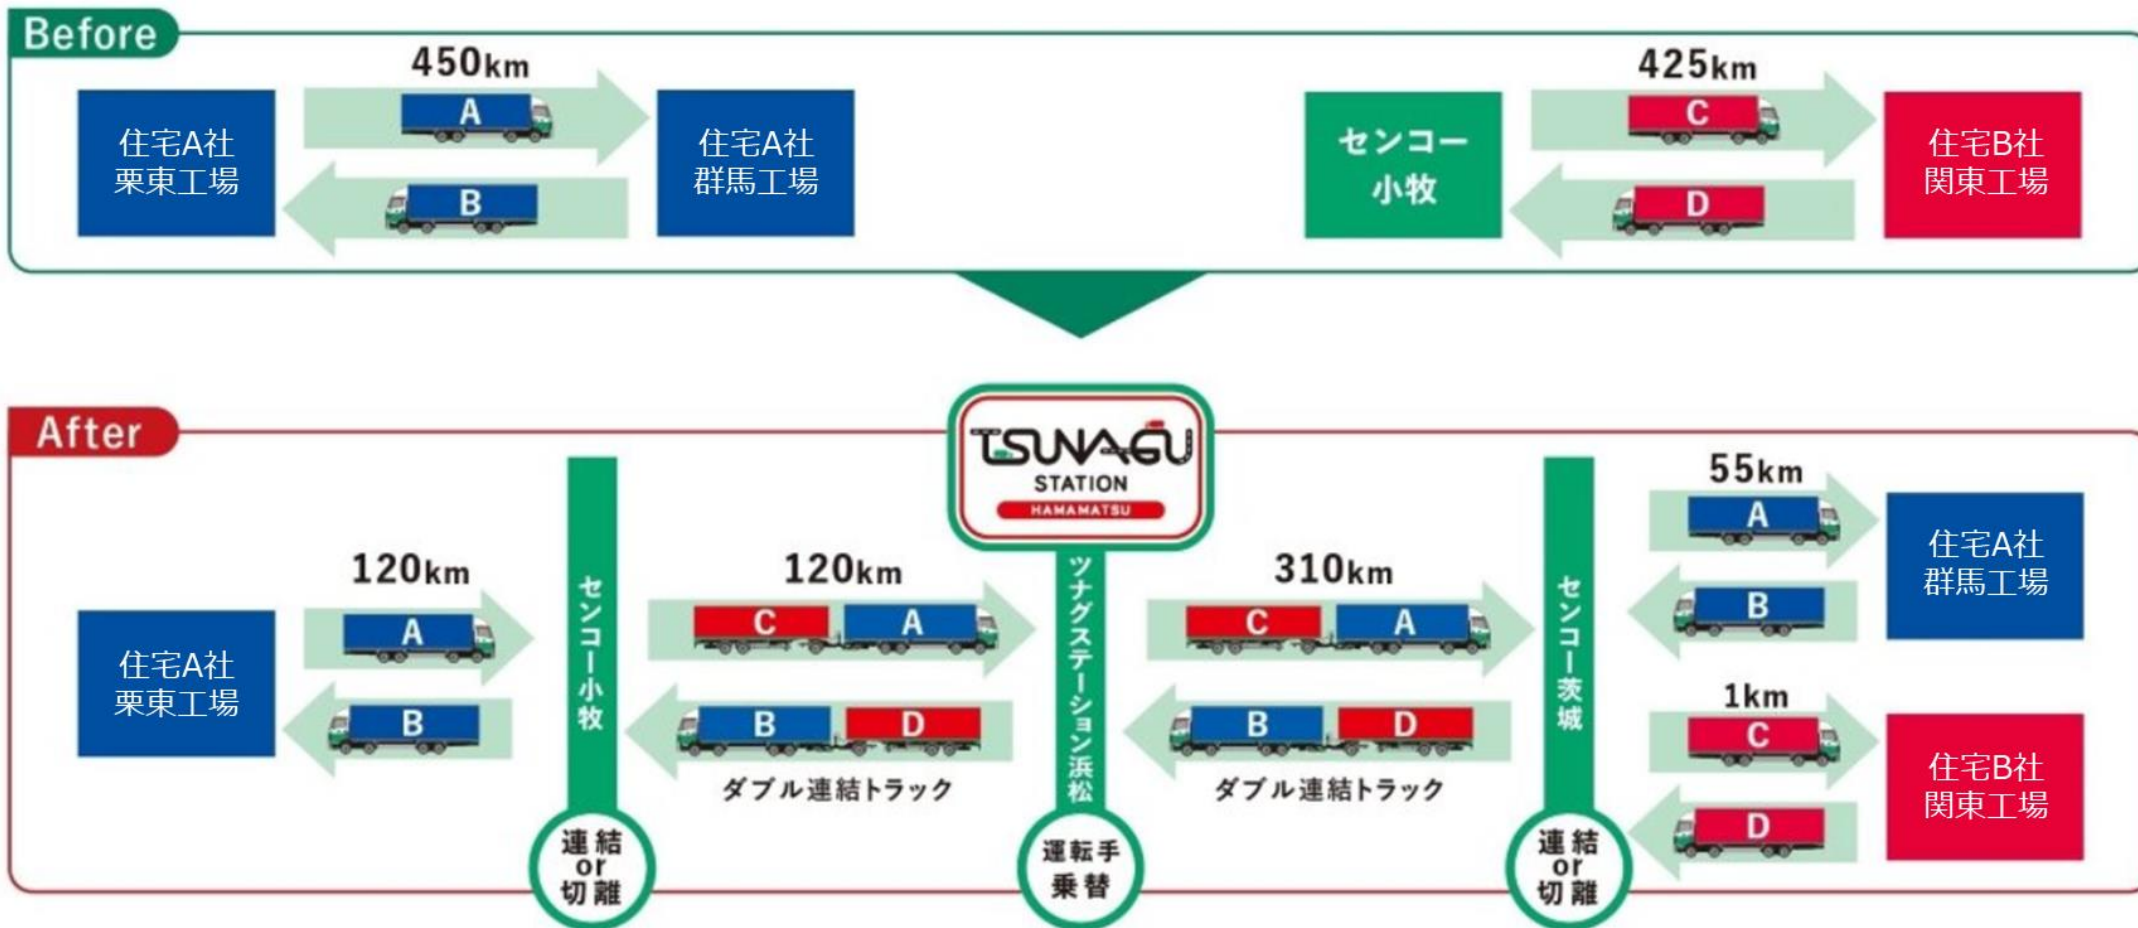 Before
450km
住宅A社
栗東工場
A
B
住宅A社
群馬工場
センコー
小牧
425km
C
D
住宅B社
関東工場
After
TSUNAGU
STATION
HAMAMATSU
住宅A社
栗東工場
120km
A
B
センコー小牧
連結
or
切離
120km
C A
B D
ダブル連結トラック
ツナグステーション浜松
運転手
乗替
310km
C A
B D
ダブル連結トラック
センコー茨城
連結
or
切離
55km
A
B
住宅A社
群馬工場
1km
C
D
住宅B社
関東工場